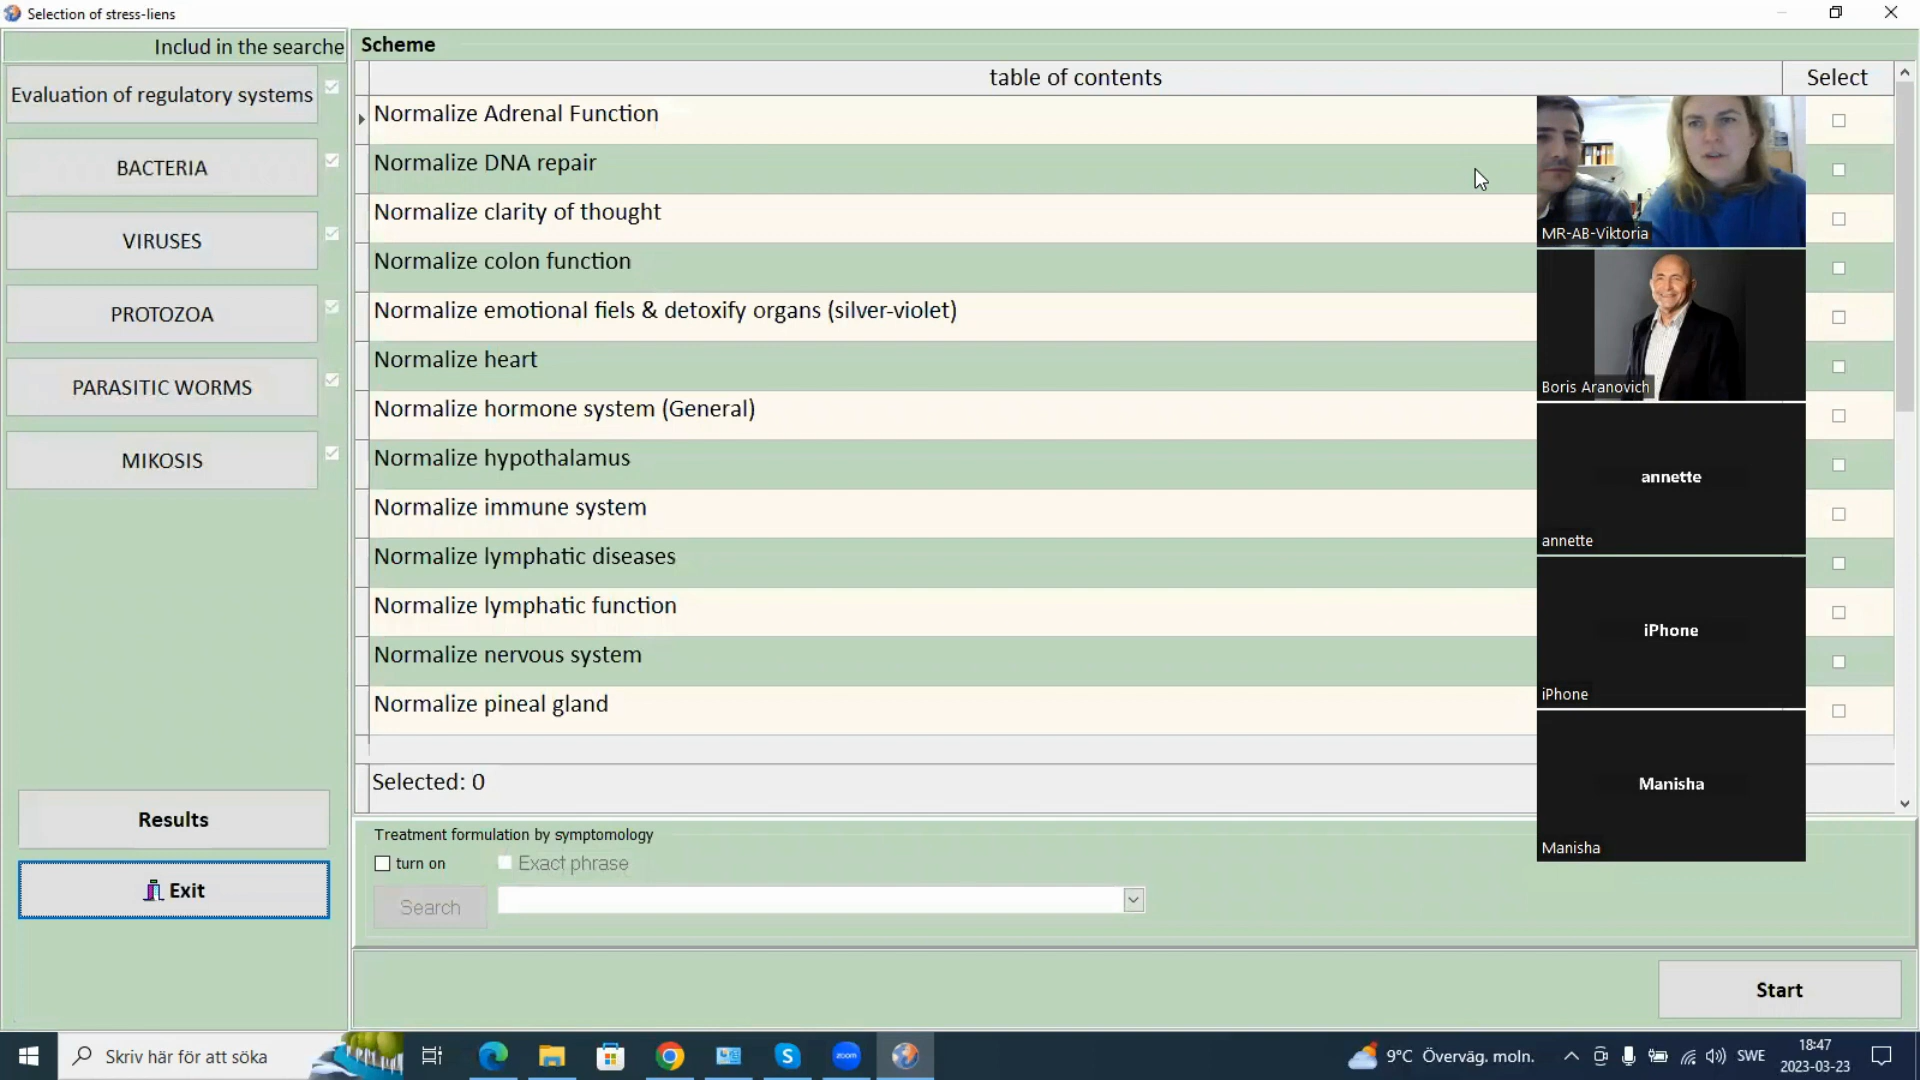 Selection of stress-liens
Includ in the searche
Evaluation of regulatory systems
BACTERIA
VIRUSES
PROTOZOA
PARASITIC WORMS
MIKOSIS
Results
Exit
Scheme
table of contents
Select
Normalize Adrenal Function
Normalize DNA repair
Normalize clarity of thought
Normalize colon function
Normalize emotional fiels & detoxify organs (silver-violet)
Normalize heart
Normalize hormone system (General)
Normalize hypothalamus
Normalize immune system
Normalize lymphatic diseases
Normalize lymphatic function
Normalize nervous system
Normalize pineal gland
Selected: 0
MR-AB-Viktoria
Boris Aranovich
annette
annette
iPhone
iPhone
Manisha
Manisha
Treatment formulation by symptomology
turn on
Exact phrase
Search
Start
Skriv här för att söka
zoom
9°C Överväg. moln.
SWE
18:47
2023-03-23